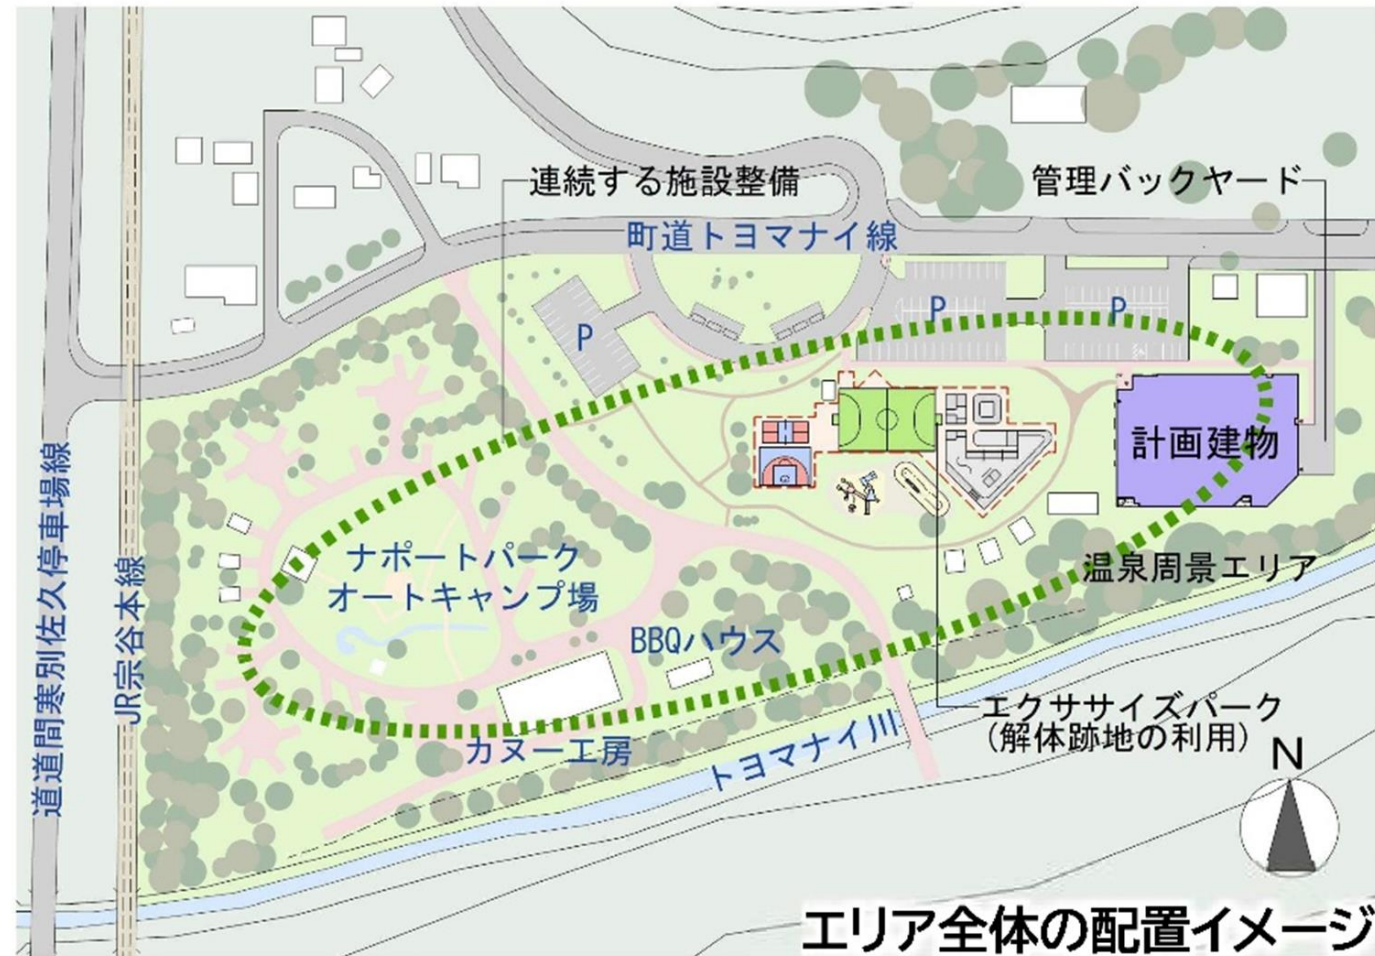 連続する施設整備
管理バックヤード
町道トヨマナイ線
P
P
P
計画建物
道道問寒別佐久停車場線
JR宗谷本線
ナポートパーク
オートキャンプ場
温泉周景エリア
BBQハウス
エクササイズパーク
(解体跡地の利用)
カヌー工房
トヨマナイ川
N
エリア全体の配置イメージ